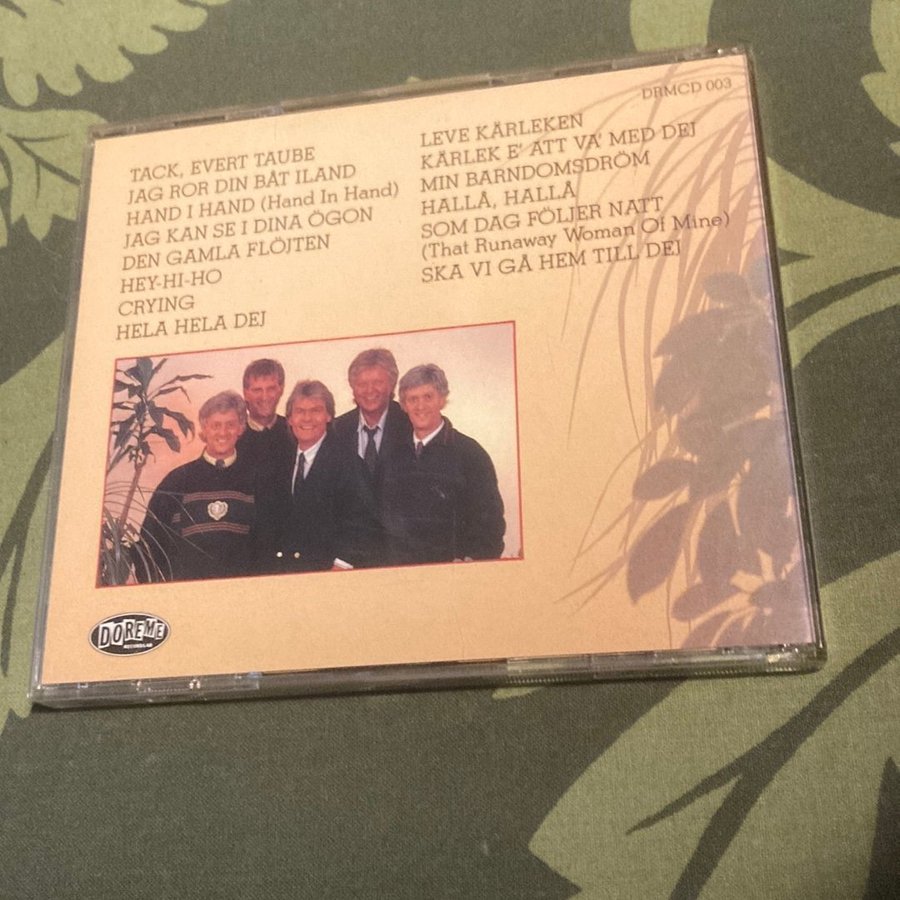 DRMCD 003
TACK, EVERT TAUBE
JAG ROR DIN BÅT ILAND
HAND I HAND (Hand In Hand)
JAG KAN SE I DINA ÖGON
DEN GAMLA FLÖJTEN
HEY-HI-HO
CRYING
HELA HELA DEJ
LEVE KÄRLEKEN
KÄRLEK E' ATT VA' MED DEJ
MIN BARNDOMSDRÖM
HALLÅ, HALLÅ
SOM DAG FÖLJER NATT
(That Runaway Woman Of Mine)
SKA VI GÅ HEM TILL DEJ
DOREME
RECORDS AB